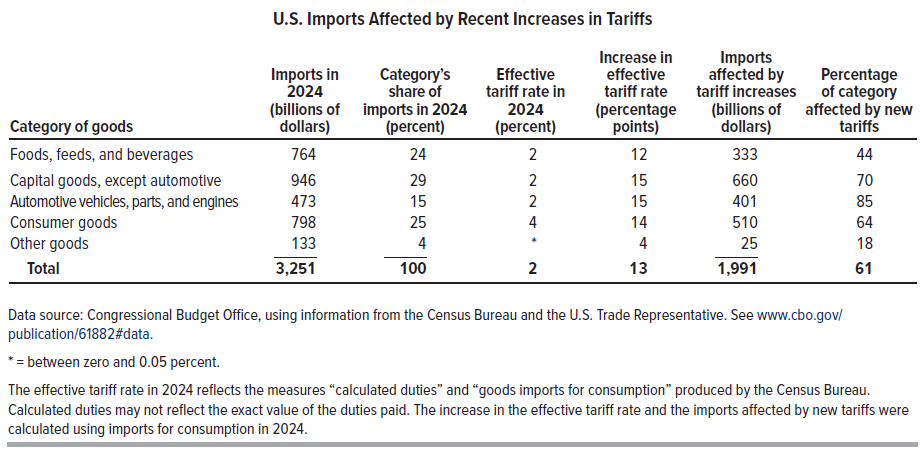 U.S. Imports Affected by Recent Increases in Tariffs
Category of goods
Imports in
2024
(billions of
dollars)
Category's
share of
imports in 2024
(percent)
Effective
tariff rate in
2024
(percent)
Increase in
effective
tariff rate
(percentage
points)
Imports
affected by
tariff increases
(billions of
dollars)
Percentage
of category
affected by new
tariffs
Foods, feeds, and beverages 764 24 2 12 333 44
Capital goods, except automotive 946 29 2 15 660 70
Automotive vehicles, parts, and engines 473 15 2 15 401 85
Consumer goods 798 25 4 14 510 64
Other goods 133 4 * 4 25 18
Total 3,251 100 2 13 1,991 61
Data source: Congressional Budget Office, using information from the Census Bureau and the U.S. Trade Representative. See www.cbo.gov/
publication/61882#data.
* = between zero and 0.05 percent.
The effective tariff rate in 2024 reflects the measures “calculated duties” and “goods imports for consumption” produced by the Census Bureau.
Calculated duties may not reflect the exact value of the duties paid. The increase in the effective tariff rate and the imports affected by new tariffs were
calculated using imports for consumption in 2024.